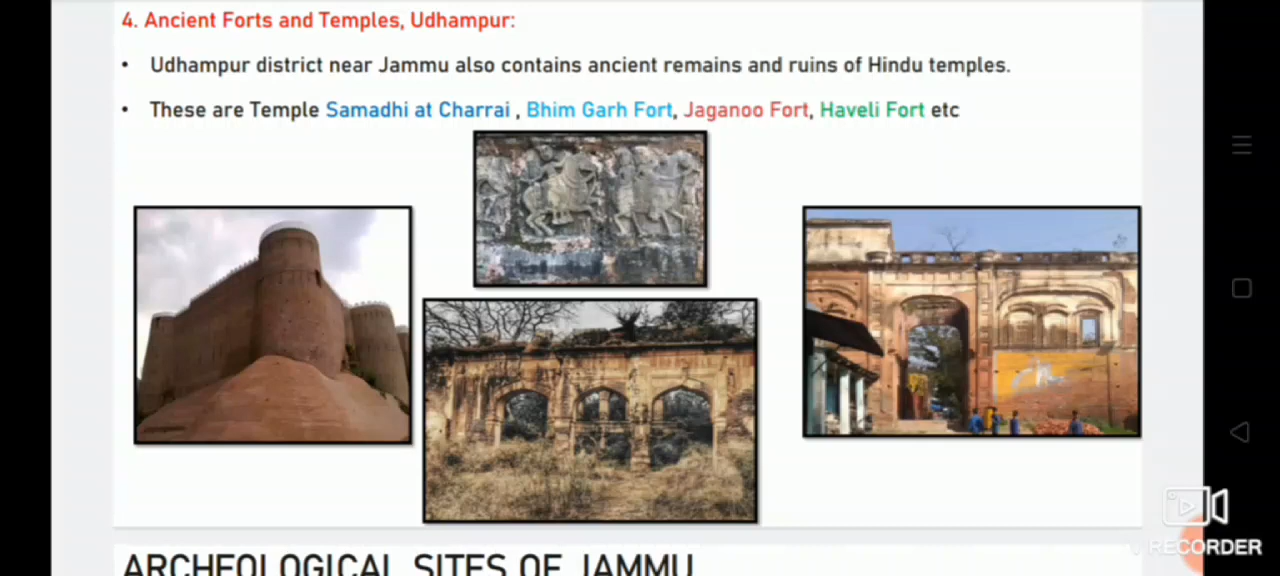 4. Ancient Forts and Temples, Udhampur:
• Udhampur district near Jammu also contains ancient remains and ruins of Hindu temples.
• These are Temple Samadhi at Charrai , Bhim Garh Fort, Jaganoo Fort, Haveli Fort etc
RECORDER
ARCHEOLOGICAL SITES OF JAMMU